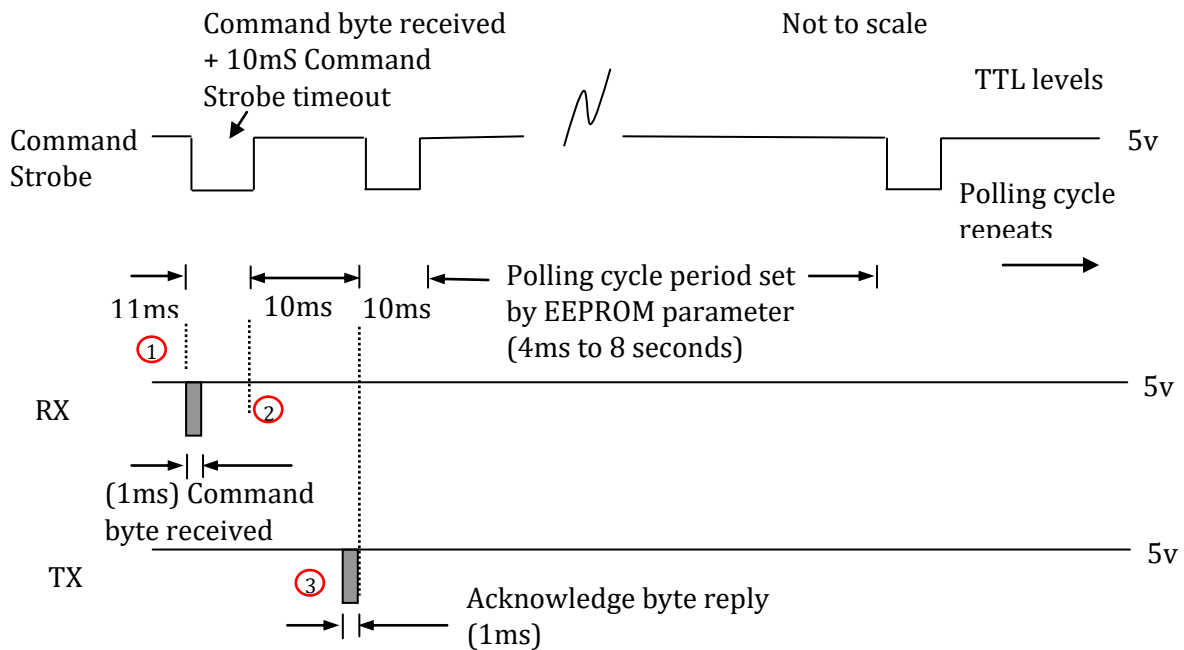 Command byte received
+ 10mS Command
Strobe timeout
Not to scale
TTL levels
Command
Strobe
5v
Polling cycle
repeats
11ms
10ms
10ms
Polling cycle period set
by EEPROM parameter
(4ms to 8 seconds)
1
RX
2
5v
(1ms) Command
byte received
TX
3
5v
Acknowledge byte reply
(1ms)